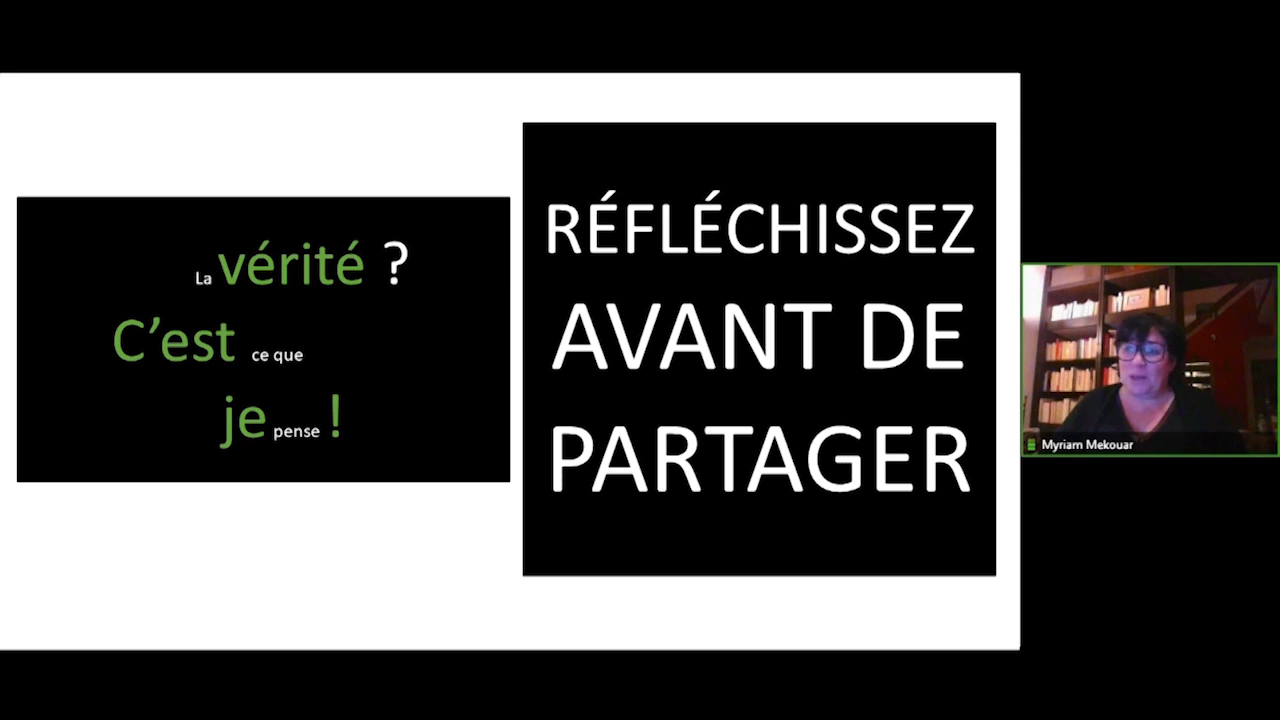 La vérité ?
C’est ce que
je pense !
RÉFLÉCHISSEZ
AVANT DE
PARTAGER
Myriam Mekouar